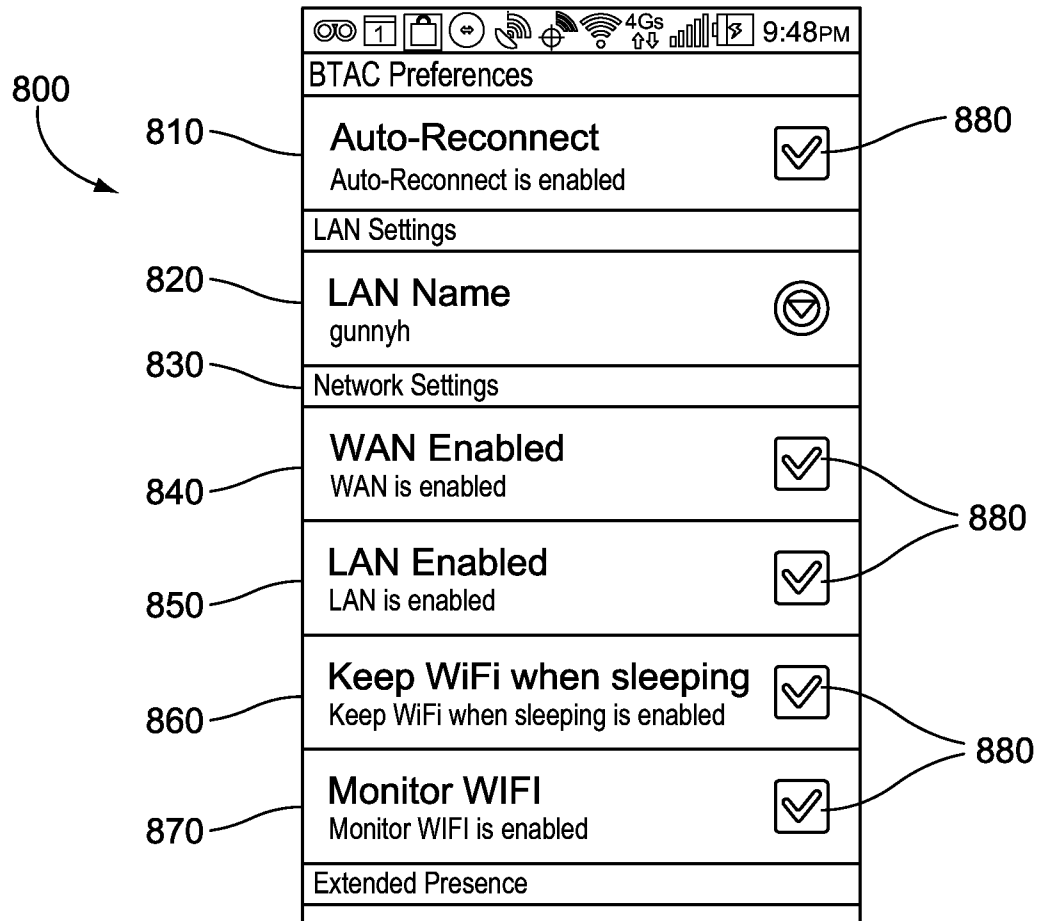 1 4Gs 9:48PM
BTAC Preferences
800
810 Auto-Reconnect 880
Auto-Reconnect is enabled
LAN Settings
820 LAN Name
gunnyh
830 Network Settings
WAN Enabled
840 WAN is enabled
880
LAN Enabled
850 LAN is enabled
Keep WiFi when sleeping
860 Keep WiFi when sleeping is enabled
880
Monitor WIFI
870 Monitor WIFI is enabled
Extended Presence